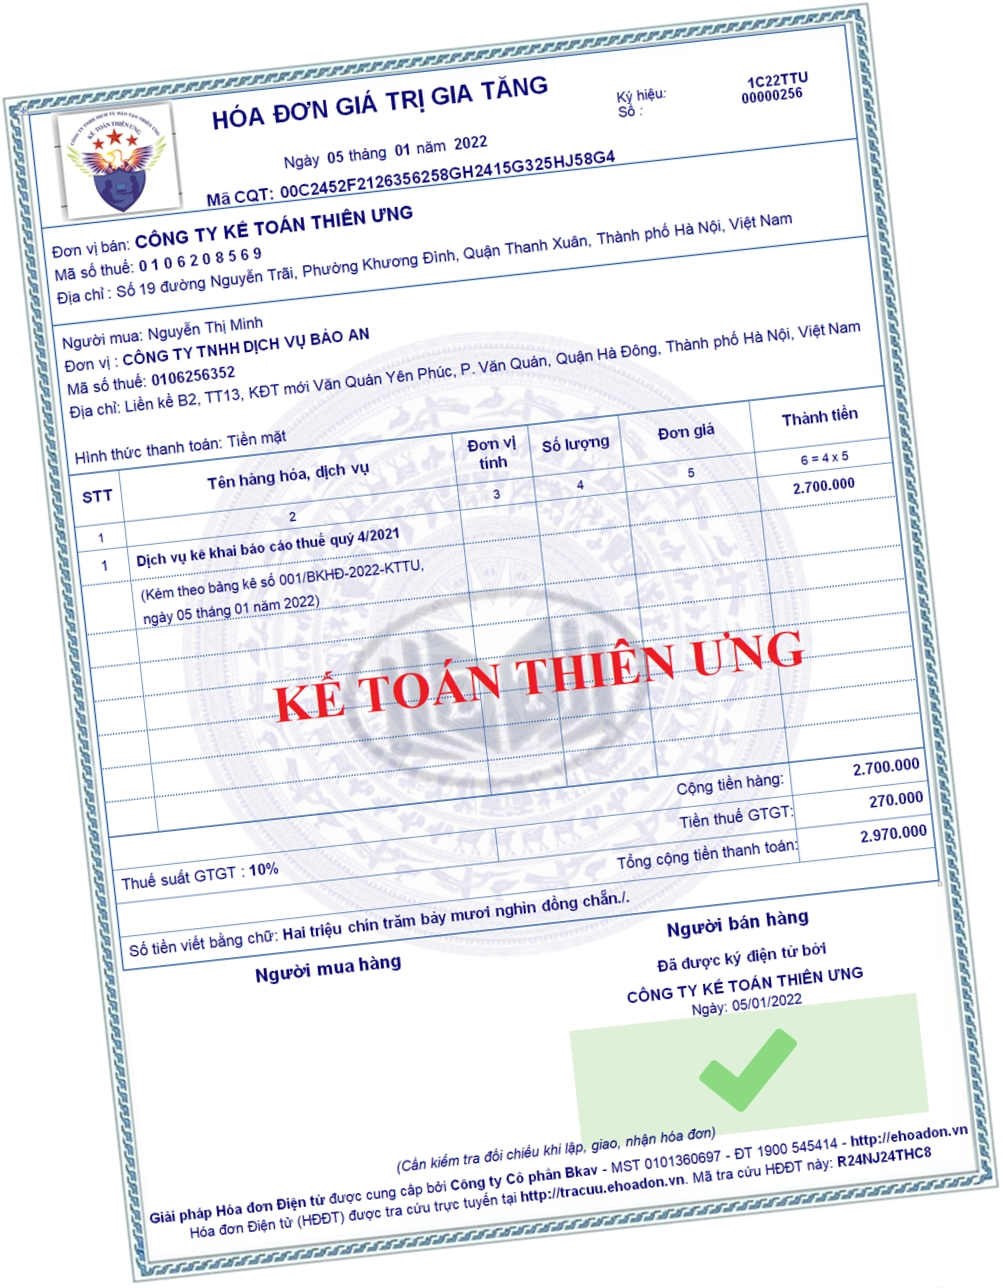 HÓA ĐƠN GIÁ TRỊ GIA TĂNG
Ký hiệu: 1C22TTU
Số : 00000256
Ngày 05 tháng 01 năm 2022
Mã CQT: 00C2452F2126356258GH2415G325HJ58G4
CÔNG TY TNHH DỊCH VỤ ĐÀO TẠO THIÊN ƯNG
KẾ TOÁN THIÊN ƯNG
Đơn vị bán: CÔNG TY KẾ TOÁN THIÊN ƯNG
Mã số thuế: 0 1 0 6 2 0 8 5 6 9
Địa chỉ : Số 19 đường Nguyễn Trãi, Phường Khương Đình, Quận Thanh Xuân, Thành phố Hà Nội, Việt Nam
Người mua: Nguyễn Thị Minh
Đơn vị : CÔNG TY TNHH DỊCH VỤ BẢO AN
Mã số thuế: 0106256352
Địa chỉ: Liền kề B2, TT13, KĐT mới Văn Quán Yên Phúc, P. Văn Quán, Quận Hà Đông, Thành phố Hà Nội, Việt Nam
Hình thức thanh toán: Tiền mặt
STT Tên hàng hóa, dịch vụ Đơn vị tính Số lượng Đơn giá Thành tiền
1 2 3 4 5 6 = 4 x 5
1 Dịch vụ kê khai báo cáo thuế quý 4/2021 2.700.000
(Kèm theo bảng kê số 001/BKHĐ-2022-KTTU,
ngày 05 tháng 01 năm 2022)
KẾ TOÁN THIÊN ƯNG
Cộng tiền hàng: 2.700.000
Tiền thuế GTGT: 270.000
Thuế suất GTGT : 10%
Tổng cộng tiền thanh toán: 2.970.000
Số tiền viết bằng chữ: Hai triệu chín trăm bảy mươi nghìn đồng chẵn./.
Người mua hàng
Người bán hàng
Đã được ký điện tử bởi
CÔNG TY KẾ TOÁN THIÊN ƯNG
Ngày: 05/01/2022
(Cần kiểm tra đối chiếu khi lập, giao, nhận hóa đơn)
Giải pháp Hóa đơn Điện tử được cung cấp bởi Công ty Cổ phần Bkav - MST 0101360697 - ĐT 1900 545414 - http://ehoadon.vn
Hóa đơn Điện tử (HĐĐT) được tra cứu trực tuyến tại http://tracuu.ehoadon.vn. Mã tra cứu HĐĐT này: R24NJ24THC8